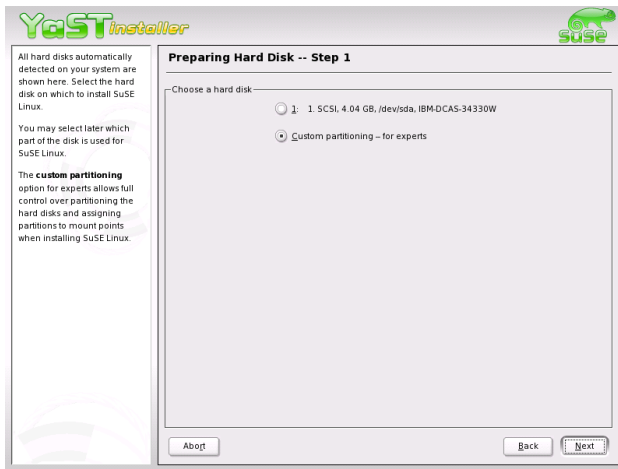 YaST installer
SuSE
All hard disks automatically
detected on your system are
shown here. Select the hard
disk on which to install SuSE
Linux.
You may select later which
part of the disk is used for
SuSE Linux.
The custom partitioning
option for experts allows full
control over partitioning the
hard disks and assigning
partitions to mount points
when installing SuSE Linux.
Preparing Hard Disk -- Step 1
Choose a hard disk
1: 1. SCSI, 4.04 GB, /dev/sda, IBM-DCAS-34330W
Custom partitioning -- for experts
Abort
Back
Next